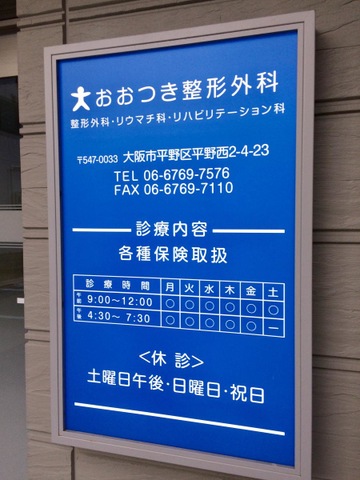 おおつき整形外科
整形外科・リウマチ科・リハビリテーション科
〒547-0033 大阪市平野区平野西2-4-23
TEL 06-6769-7576
FAX 06-6769-7110
診療内容
各種保険取扱
診療時間 月 火 水 木 金 土
午前 9:00〜12:00 ○ ○ ○ ○ ○ ○
午後 4:30〜 7:30 ○ ○ ○ ○ ○ ー
<休診>
土曜日午後・日曜日・祝日